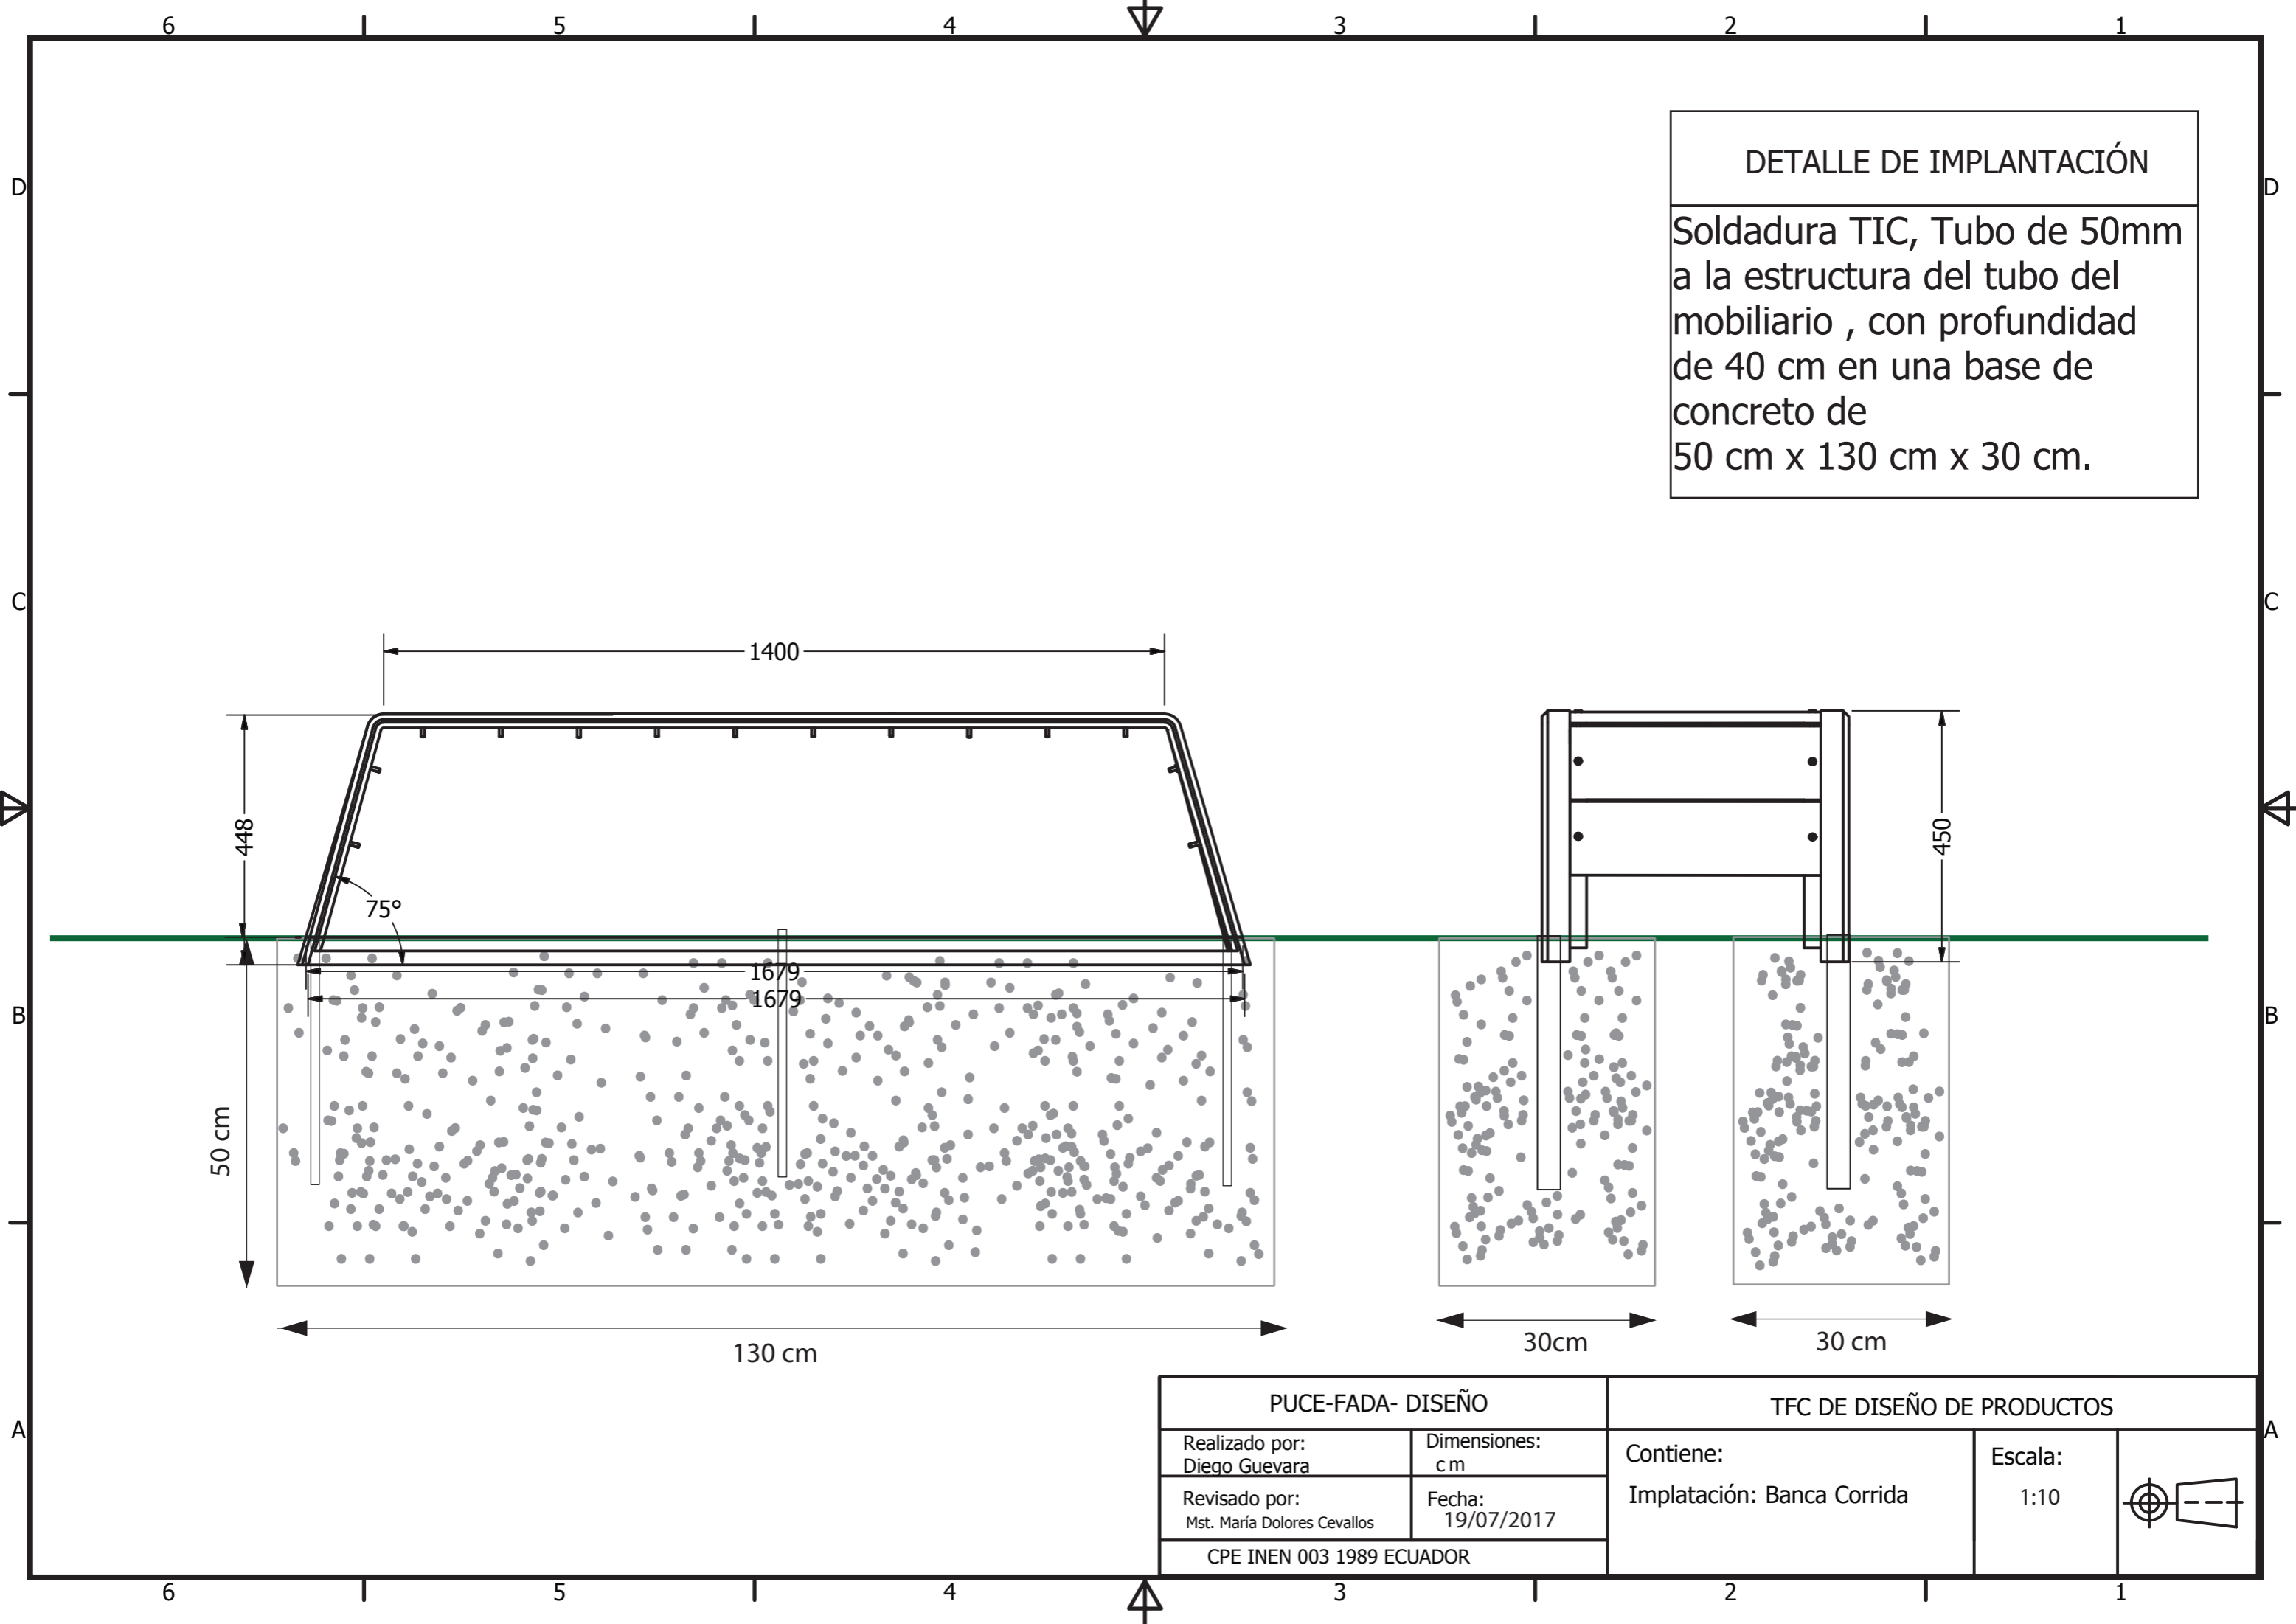 6 5 4 3 2 1
D D
DETALLE DE IMPLANTACIÓN
Soldadura TIC, Tubo de 50mm
a la estructura del tubo del
mobiliario , con profundidad
de 40 cm en una base de
concreto de
50 cm x 130 cm x 30 cm.
C C
1400
448
450
75°
1679
1679
B B
50 cm
130 cm
30cm
30 cm
PUCE-FADA- DISEÑO
TFC DE DISEÑO DE PRODUCTOS
A A
Realizado por:
Diego Guevara
Dimensiones:
cm
Contiene:
Implatación: Banca Corrida
Escala:
1:10
Revisado por:
Mst. María Dolores Cevallos
Fecha:
19/07/2017
CPE INEN 003 1989 ECUADOR
6 5 4 3 2 1